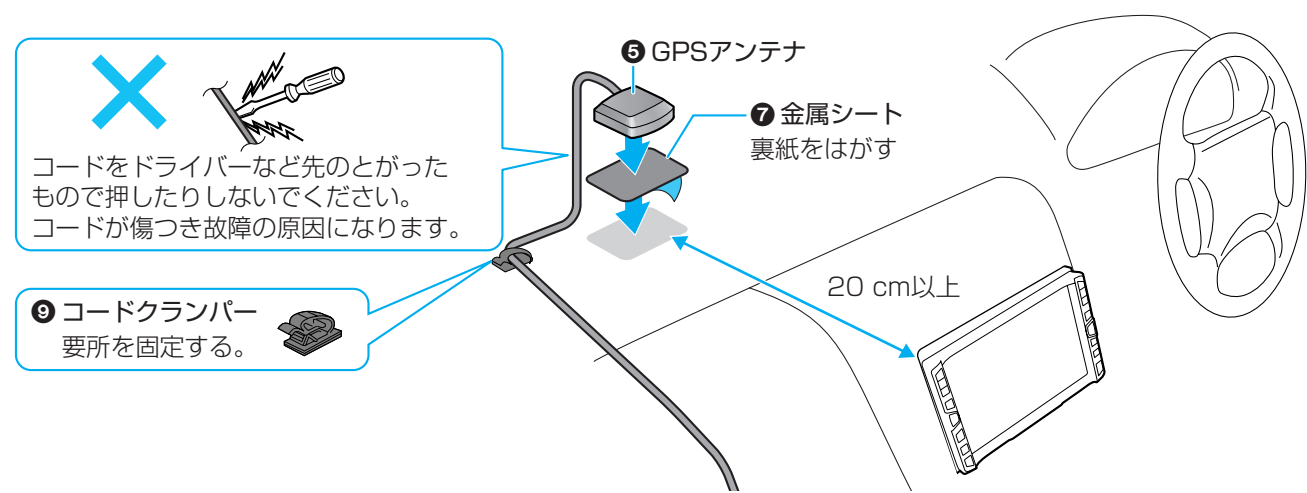 ❺ GPSアンテナ
❼ 金属シート
裏紙をはがす
コードをドライバーなど先のとがった
もので押したりしないでください。
コードが傷つき故障の原因になります。
❾ コードクランパー
要所を固定する。
20 cm以上